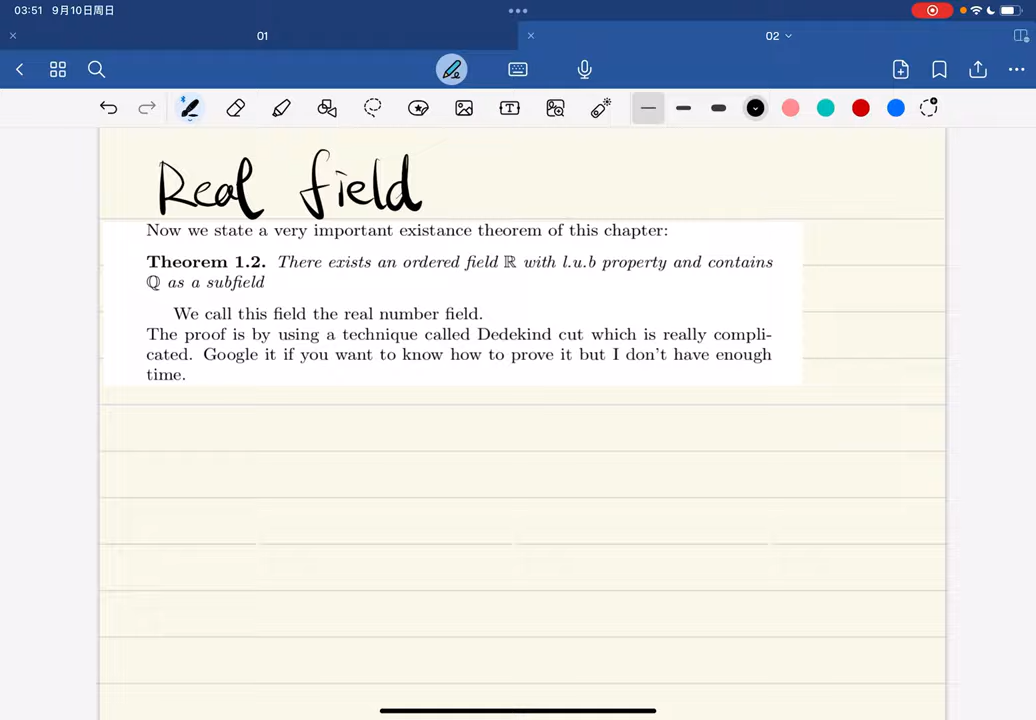 03:51 9月10日周日
01
02
T
Real field
Now we state a very important existance theorem of this chapter:
Theorem 1.2. There exists an ordered field ℝ with l.u.b property and contains
ℚ as a subfield
We call this field the real number field.
The proof is by using a technique called Dedekind cut which is really compli-
cated. Google it if you want to know how to prove it but I don't have enough
time.